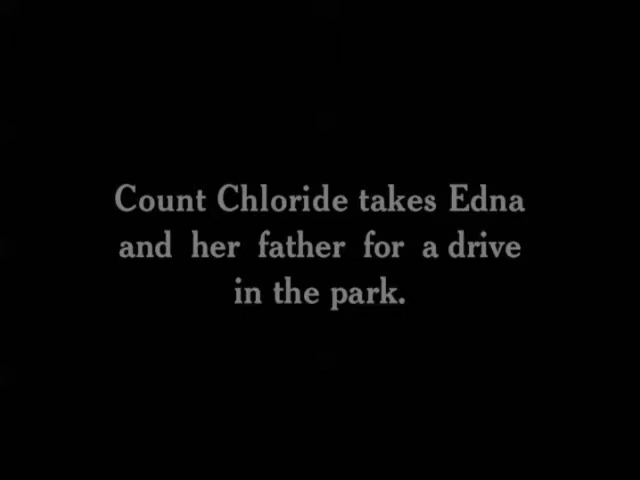 Count Chloride takes Edna
and her father for a drive
in the park.